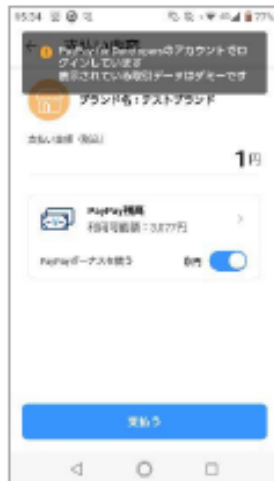 15:34
77%
PayPay for Developersのアカウントでロ
グインしています
表示されている取引データはダミーです
ブランド名:テストブランド
支払い金額(税込)
1円
PayPay残高
利用可能額:3,077円
PayPayボーナスを使う 0円
支払う